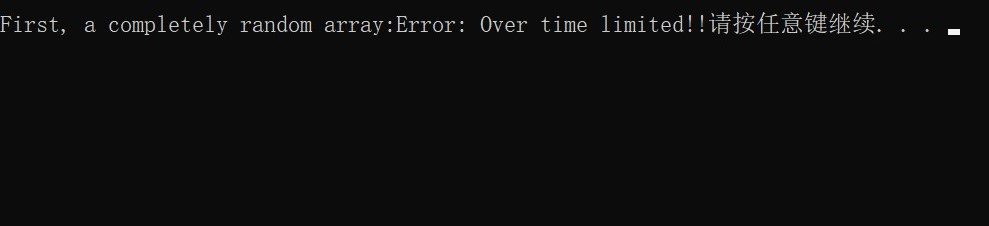 First, a completely random array:Error: Over time limited!!请按任意键继续. . .